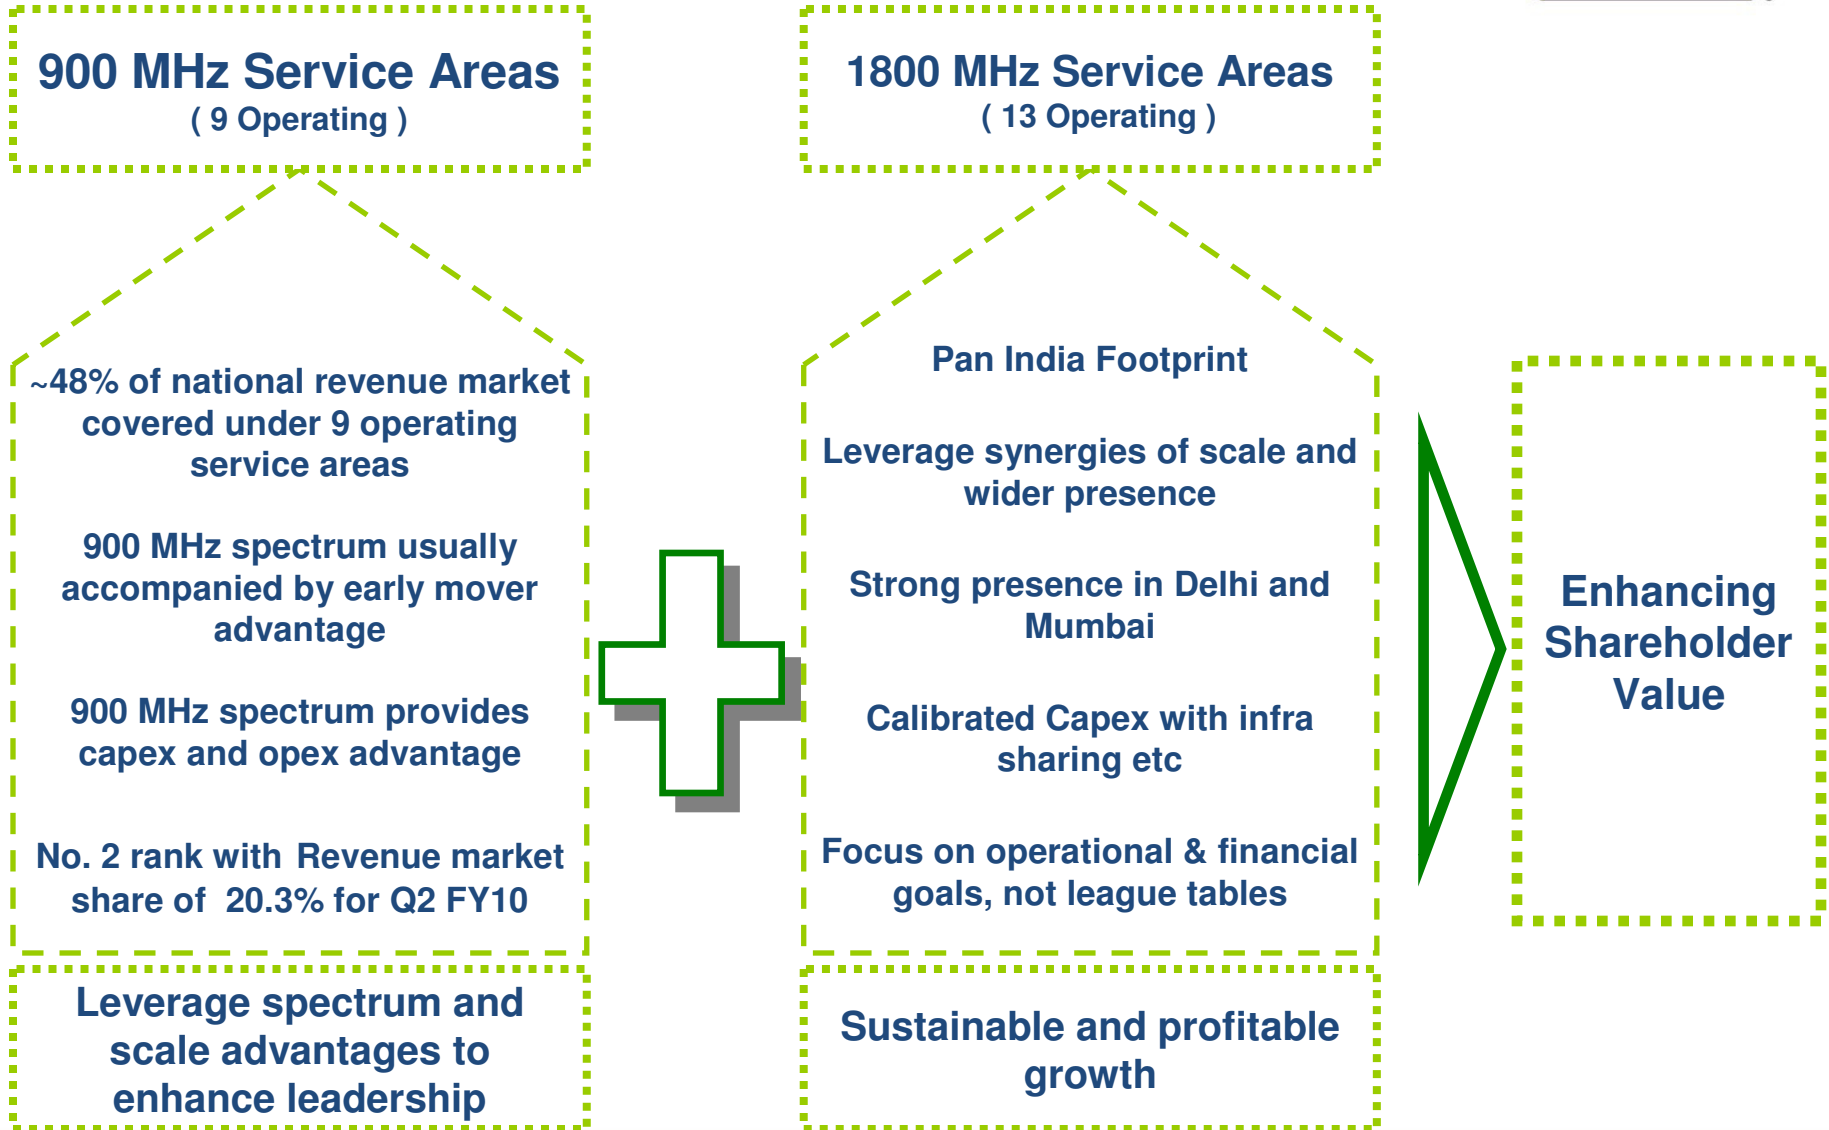 900 MHz Service Areas
( 9 Operating )
~48% of national revenue market
covered under 9 operating
service areas
900 MHz spectrum usually
accompanied by early mover
advantage
900 MHz spectrum provides
capex and opex advantage
No. 2 rank with Revenue market
share of 20.3% for Q2 FY10
Leverage spectrum and
scale advantages to
enhance leadership
1800 MHz Service Areas
( 13 Operating )
Pan India Footprint
Leverage synergies of scale and
wider presence
Strong presence in Delhi and
Mumbai
Calibrated Capex with infra
sharing etc
Focus on operational & financial
goals, not league tables
Sustainable and profitable
growth
Enhancing
Shareholder
Value